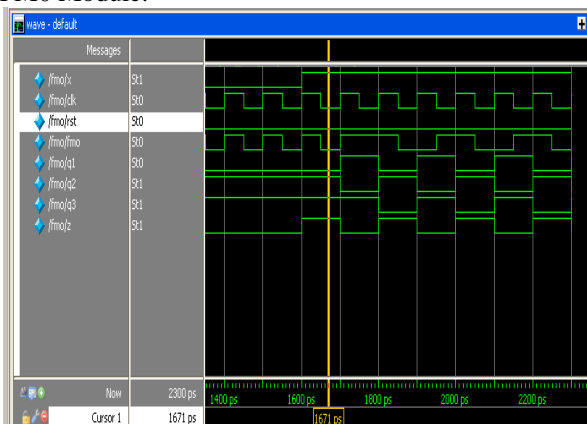 FM0 Module.
wave - default
Messages
/fmo/x St1
/fmo/clk St0
/fmo/rst St0
/fmo/fmo St0
/fmo/q1 St0
/fmo/q2 St1
/fmo/q3 St1
/fmo/z St1
Now 2300 ps 1400 ps 1600 ps 1800 ps 2000 ps 2200 ps
Cursor 1 1671 ps 1671 ps